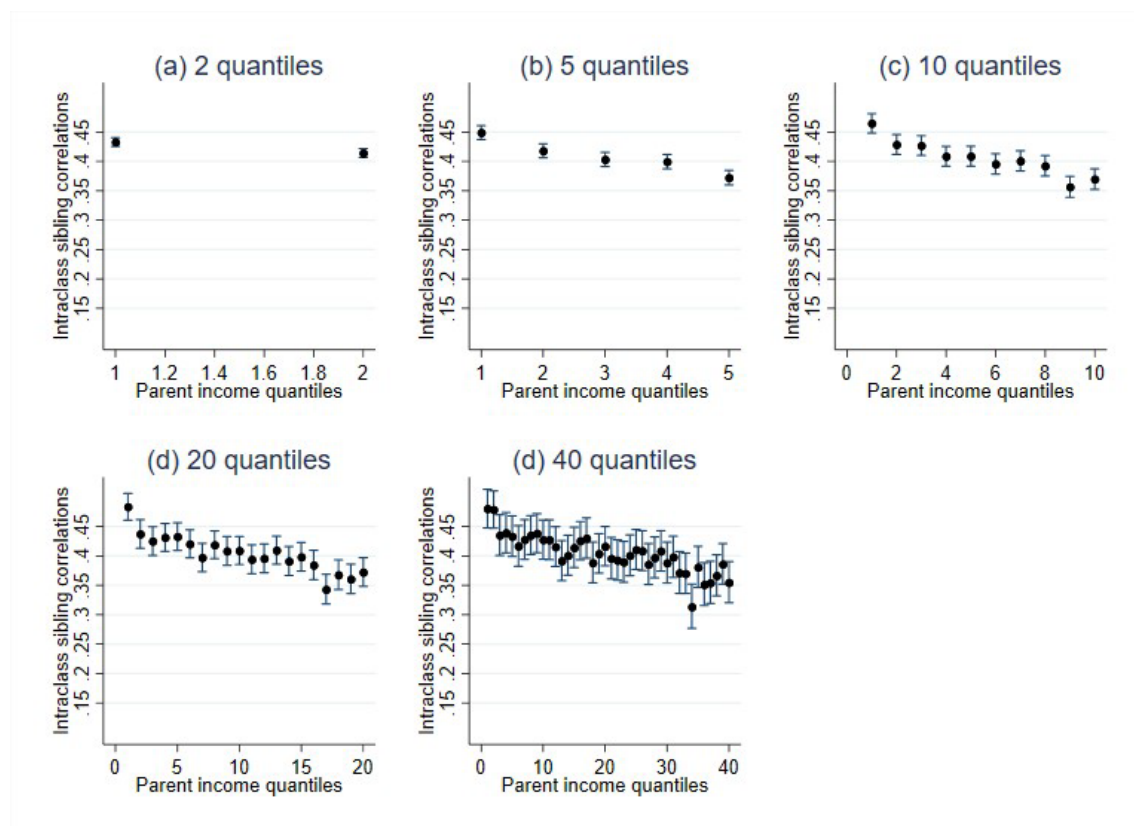 (a) 2 quantiles
Intraclass sibling correlations
.15 .2 .25 .3 .35 .4 .45
1 1.2 1.4 1.6 1.8 2
Parent income quantiles
(b) 5 quantiles
Intraclass sibling correlations
.15 .2 .25 .3 .35 .4 .45
1 2 3 4 5
Parent income quantiles
(c) 10 quantiles
Intraclass sibling correlations
.15 .2 .25 .3 .35 .4 .45
0 2 4 6 8 10
Parent income quantiles
(d) 20 quantiles
Intraclass sibling correlations
.15 .2 .25 .3 .35 .4 .45
0 5 10 15 20
Parent income quantiles
(d) 40 quantiles
Intraclass sibling correlations
.15 .2 .25 .3 .35 .4 .45
0 10 20 30 40
Parent income quantiles